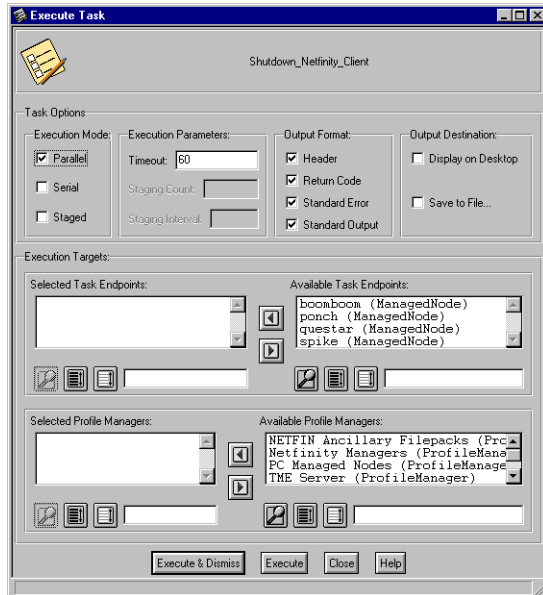 Execute Task
Shutdown_Netfinity_Client
Task Options
Execution Mode:
Parallel
Serial
Staged
Execution Parameters:
Timeout: 60
Staging Count:
Staging Interval:
Output Format:
Header
Return Code
Standard Error
Standard Output
Output Destination:
Display on Desktop
Save to File...
Execution Targets:
Selected Task Endpoints:
Available Task Endpoints:
boomboom (ManagedNode)
ponch (ManagedNode)
questar (ManagedNode)
spike (ManagedNode)
Selected Profile Managers:
Available Profile Managers:
NETFIN Ancillary Filepacks (Prc
Netfinity Managers (ProfileMana
PC Managed Nodes (ProfileManage
TME Server (ProfileManager)
Execute & Dismiss
Execute
Close
Help